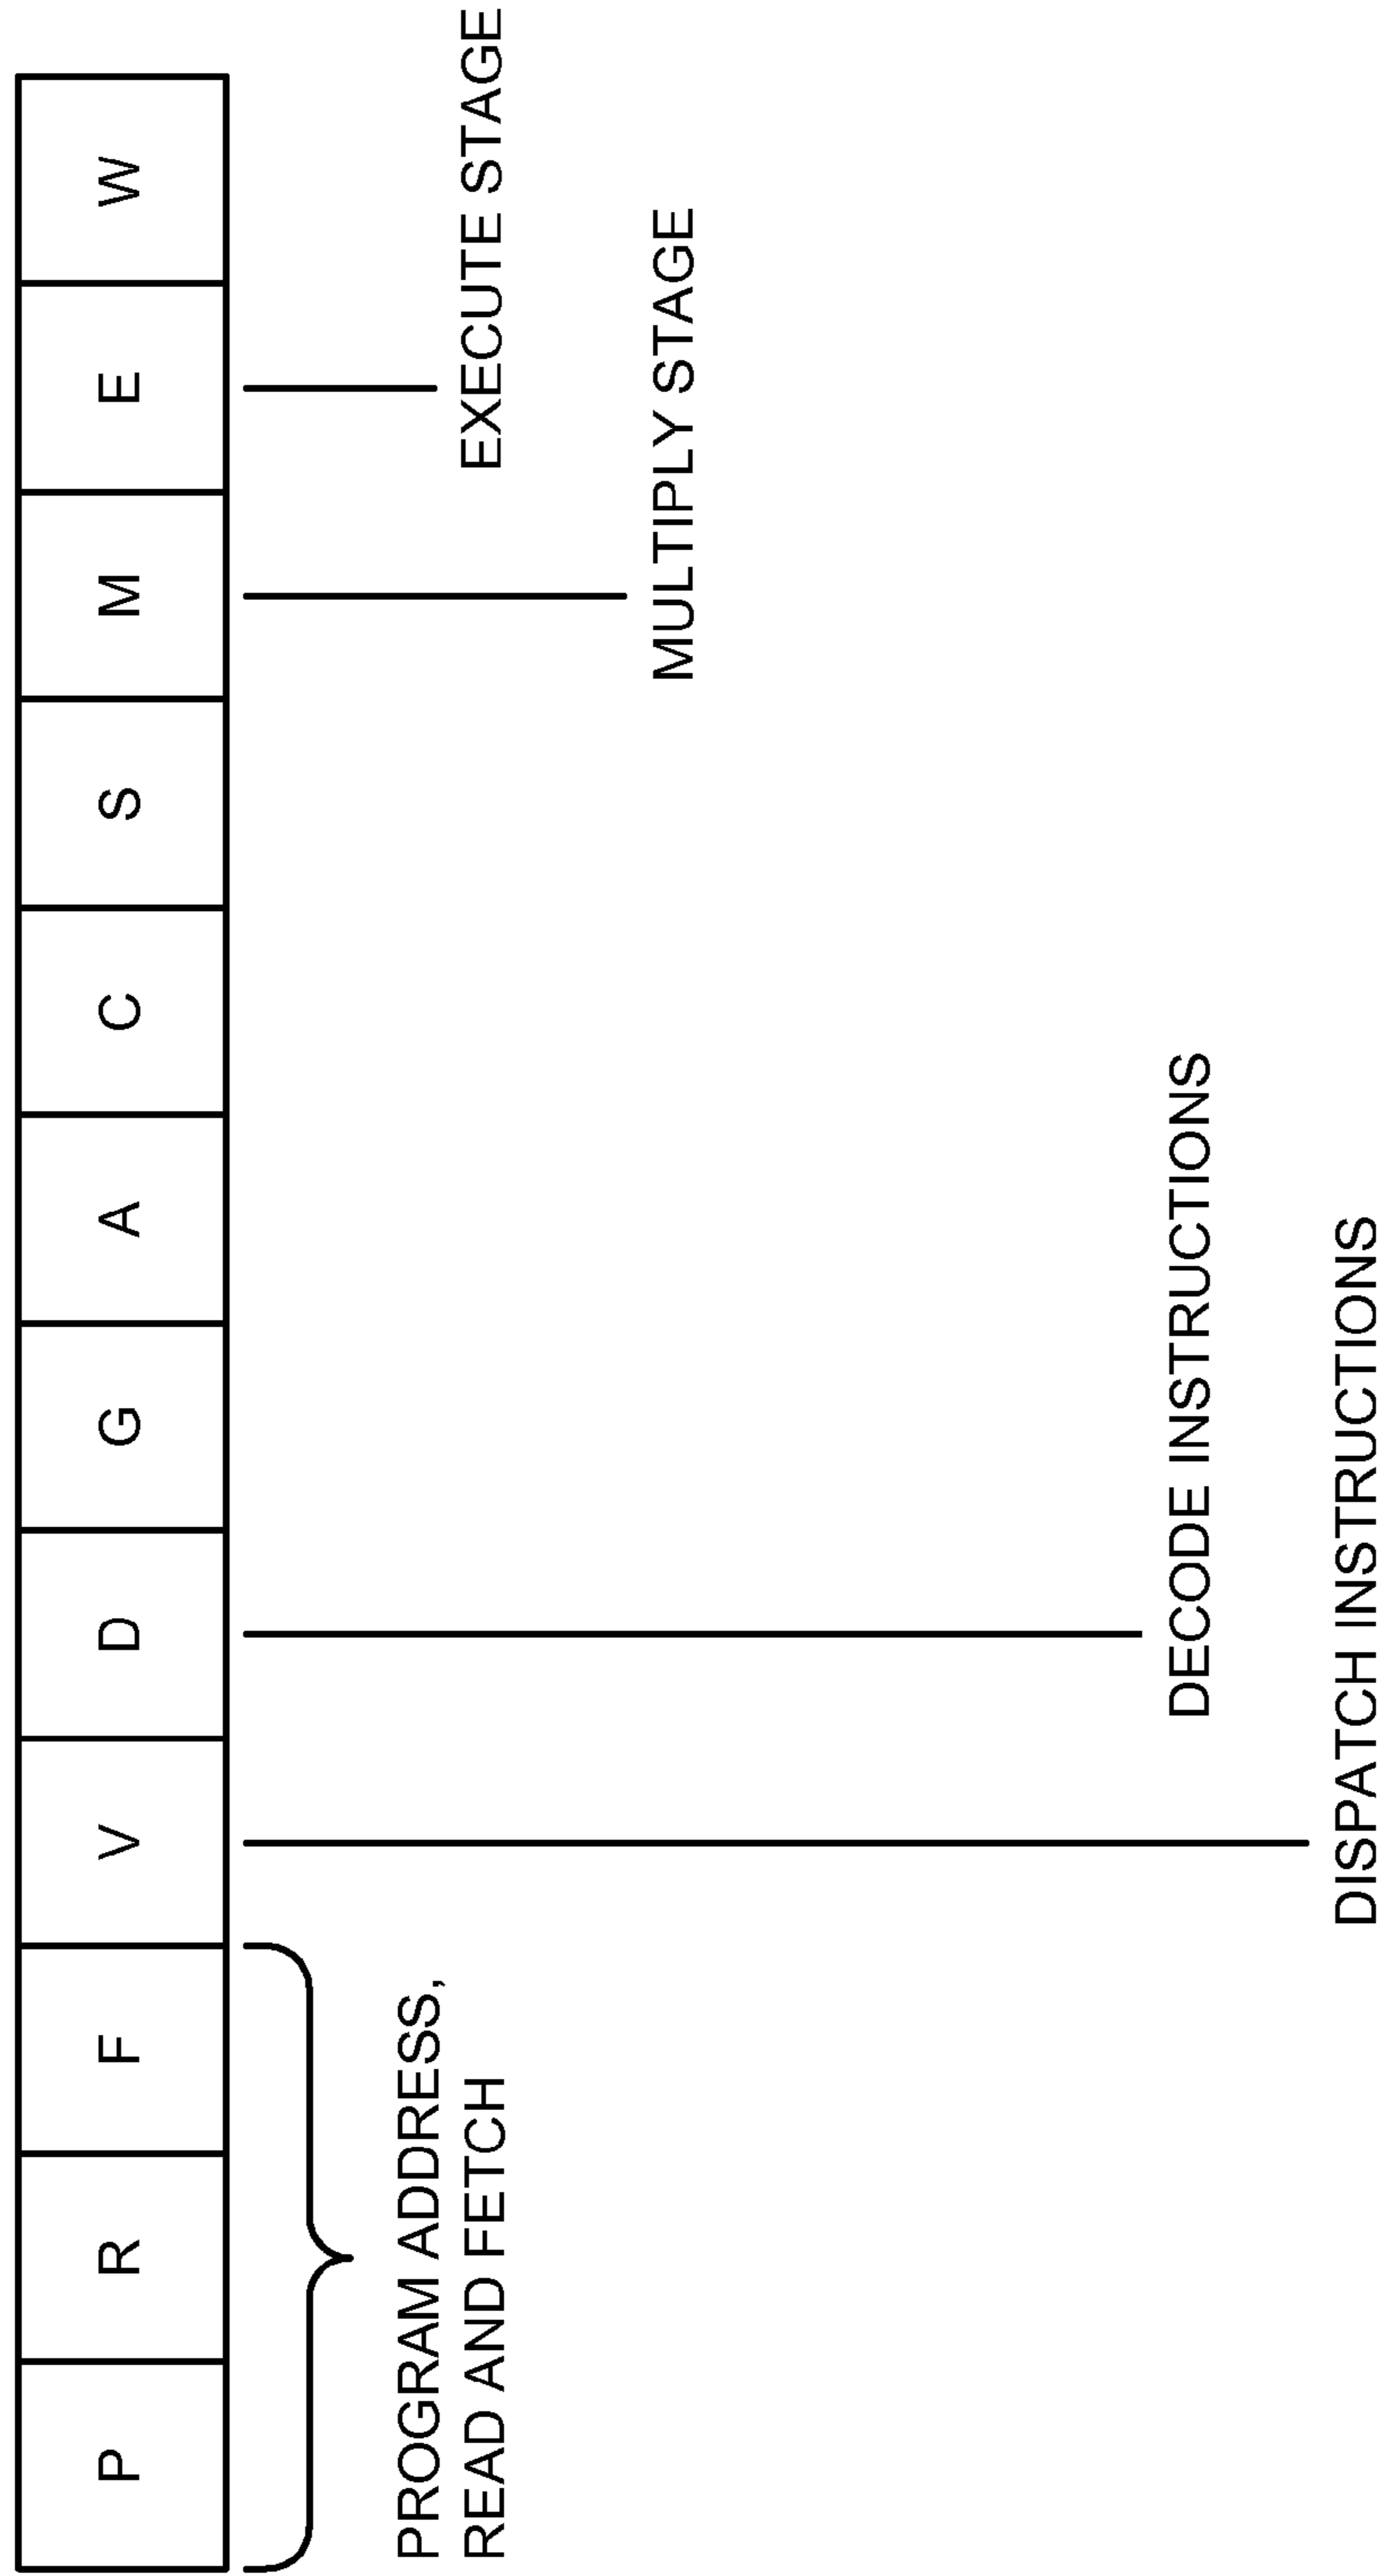 P R F V D G A C S M E W
PROGRAM ADDRESS,
READ AND FETCH
EXECUTE STAGE
MULTIPLY STAGE
DECODE INSTRUCTIONS
DISPATCH INSTRUCTIONS